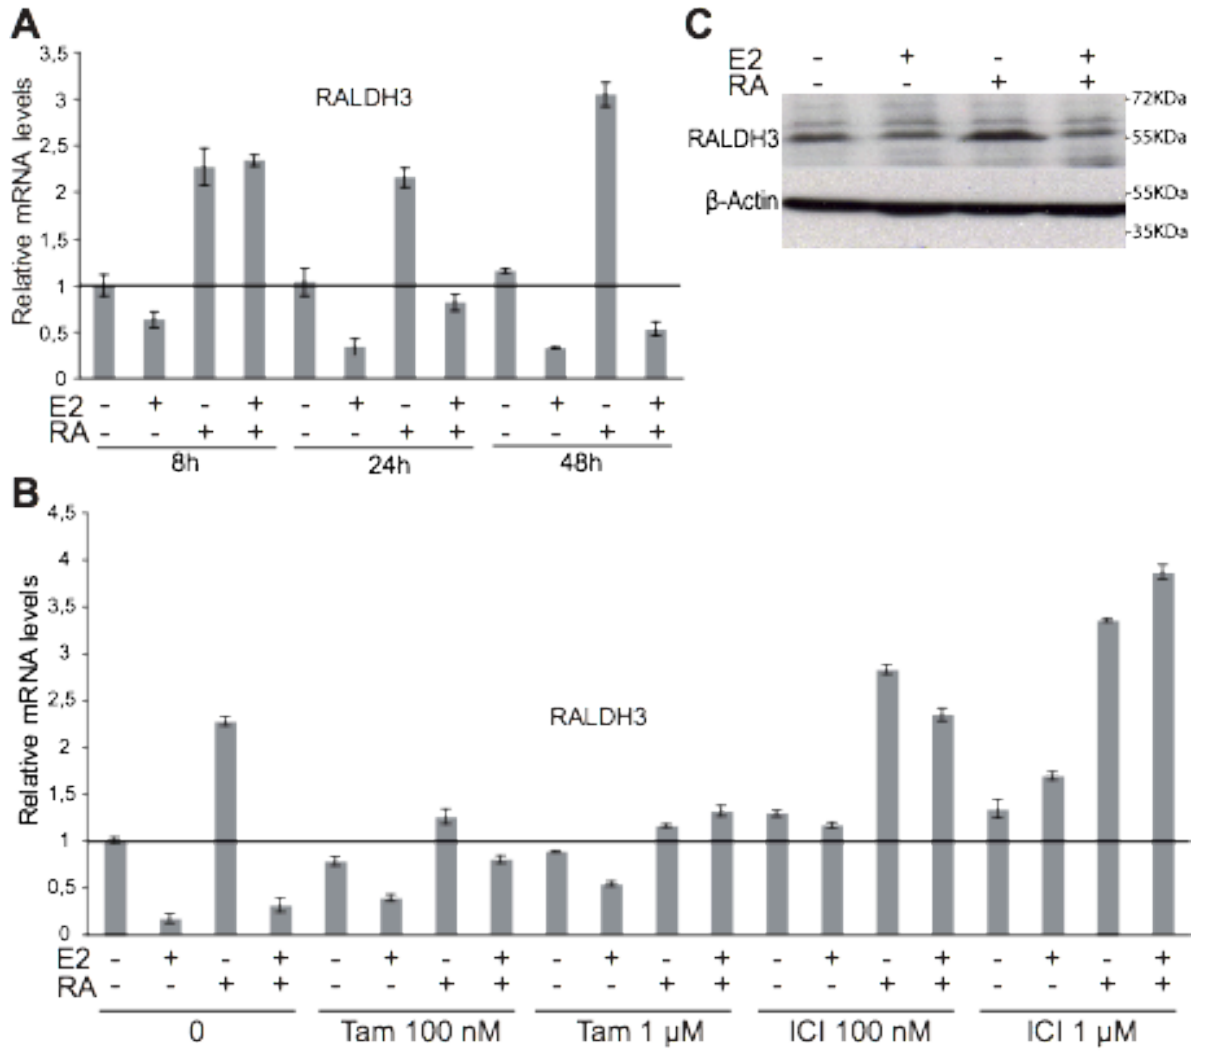 A
RALDH3
Relative mRNA levels
3,5
3
2,5
2
1,5
1
0,5
0
E2 - + - + - + - + - + - +
RA - - + + - - + + - - + +
8h 24h 48h
C
E2 - + - +
RA - - + +
RALDH3
-72KDa
-55KDa
β-Actin
-55KDa
-35KDa
B
RALDH3
Relative mRNA levels
4,5
4
3,5
3
2,5
2
1,5
1
0,5
0
E2 - + - + - + - + - + - + - + - + - + - +
RA - - + + - - + + - - + + - - + + - - + +
0 Tam 100 nM Tam 1 µM ICI 100 nM ICI 1 µM